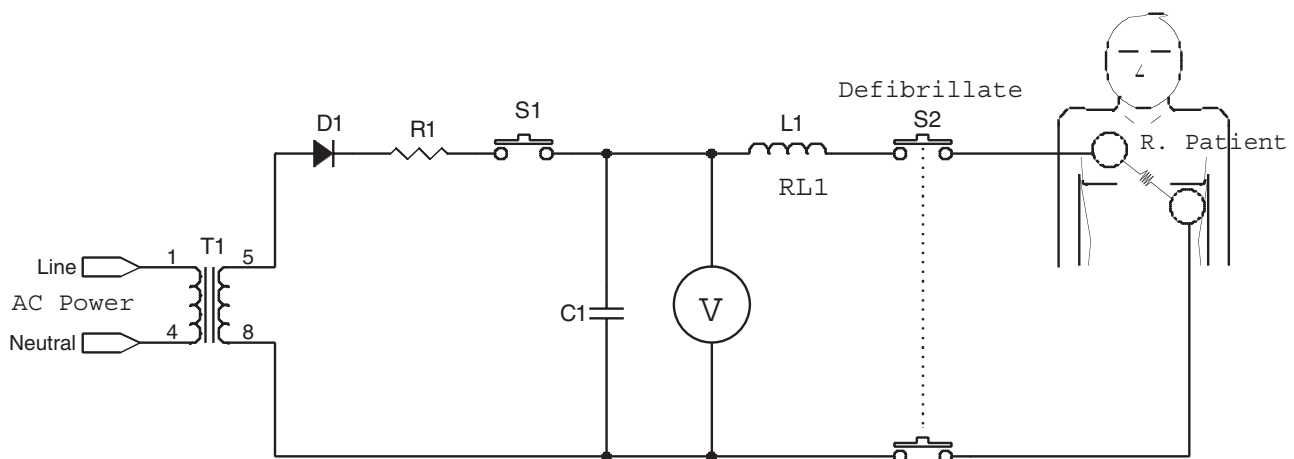 Defibrillate
D1
R1
S1
L1
S2
R. Patient
RL1
T1
1
5
Line
AC Power
Neutral
4
8
C1
V